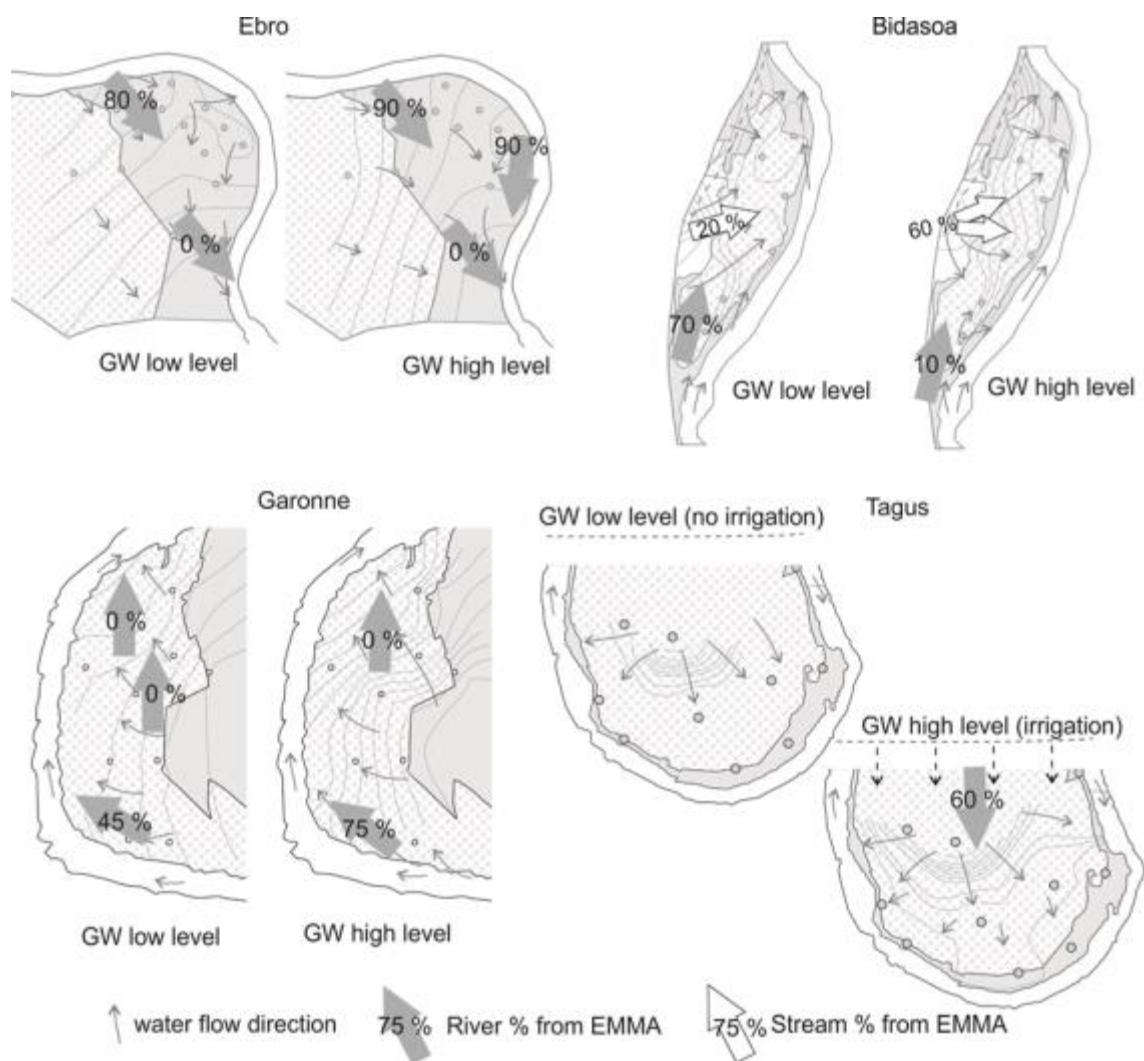 Ebro
Bidasoa
80 %
90 %
90 %
0 %
0 %
20 %
60 %
70 %
10 %
GW low level
GW high level
GW low level
GW high level
Garonne
GW low level (no irrigation)
Tagus
0 %
0 %
0 %
45 %
75 %
GW high level (irrigation)
60 %
GW low level
GW high level
water flow direction
75 %
River % from EMMA
75 %
Stream % from EMMA